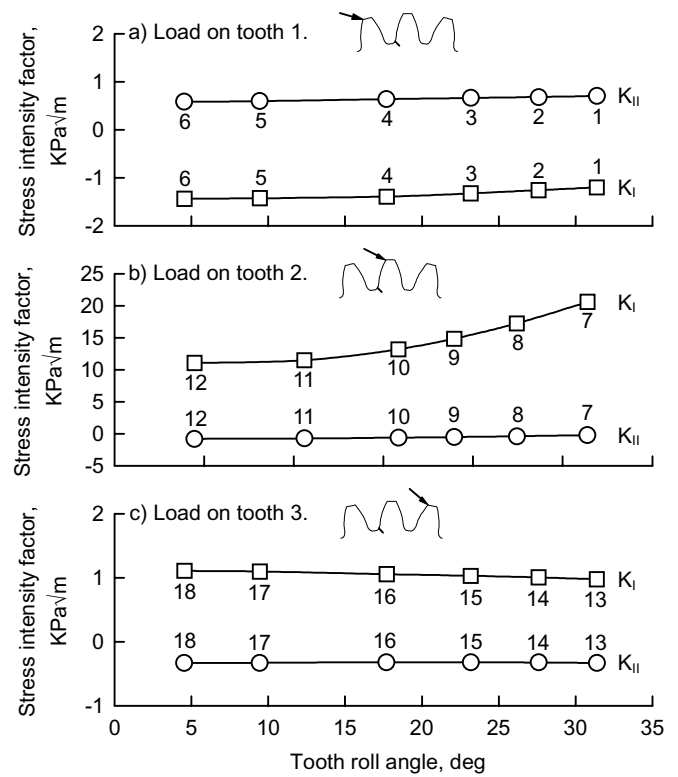 a) Load on tooth 1.
Stress intensity factor,
KPa√m
2
1
0
-1
-2
6 5 4 3 2 1
K_II
6 5 4 3 2 1
K_I
b) Load on tooth 2.
Stress intensity factor,
KPa√m
25
20
15
10
5
0
-5
12 11 10 9 8 7
K_I
12 11 10 9 8 7
K_II
c) Load on tooth 3.
Stress intensity factor,
KPa√m
2
1
0
-1
18 17 16 15 14 13
K_I
18 17 16 15 14 13
K_II
0 5 10 15 20 25 30 35
Tooth roll angle, deg